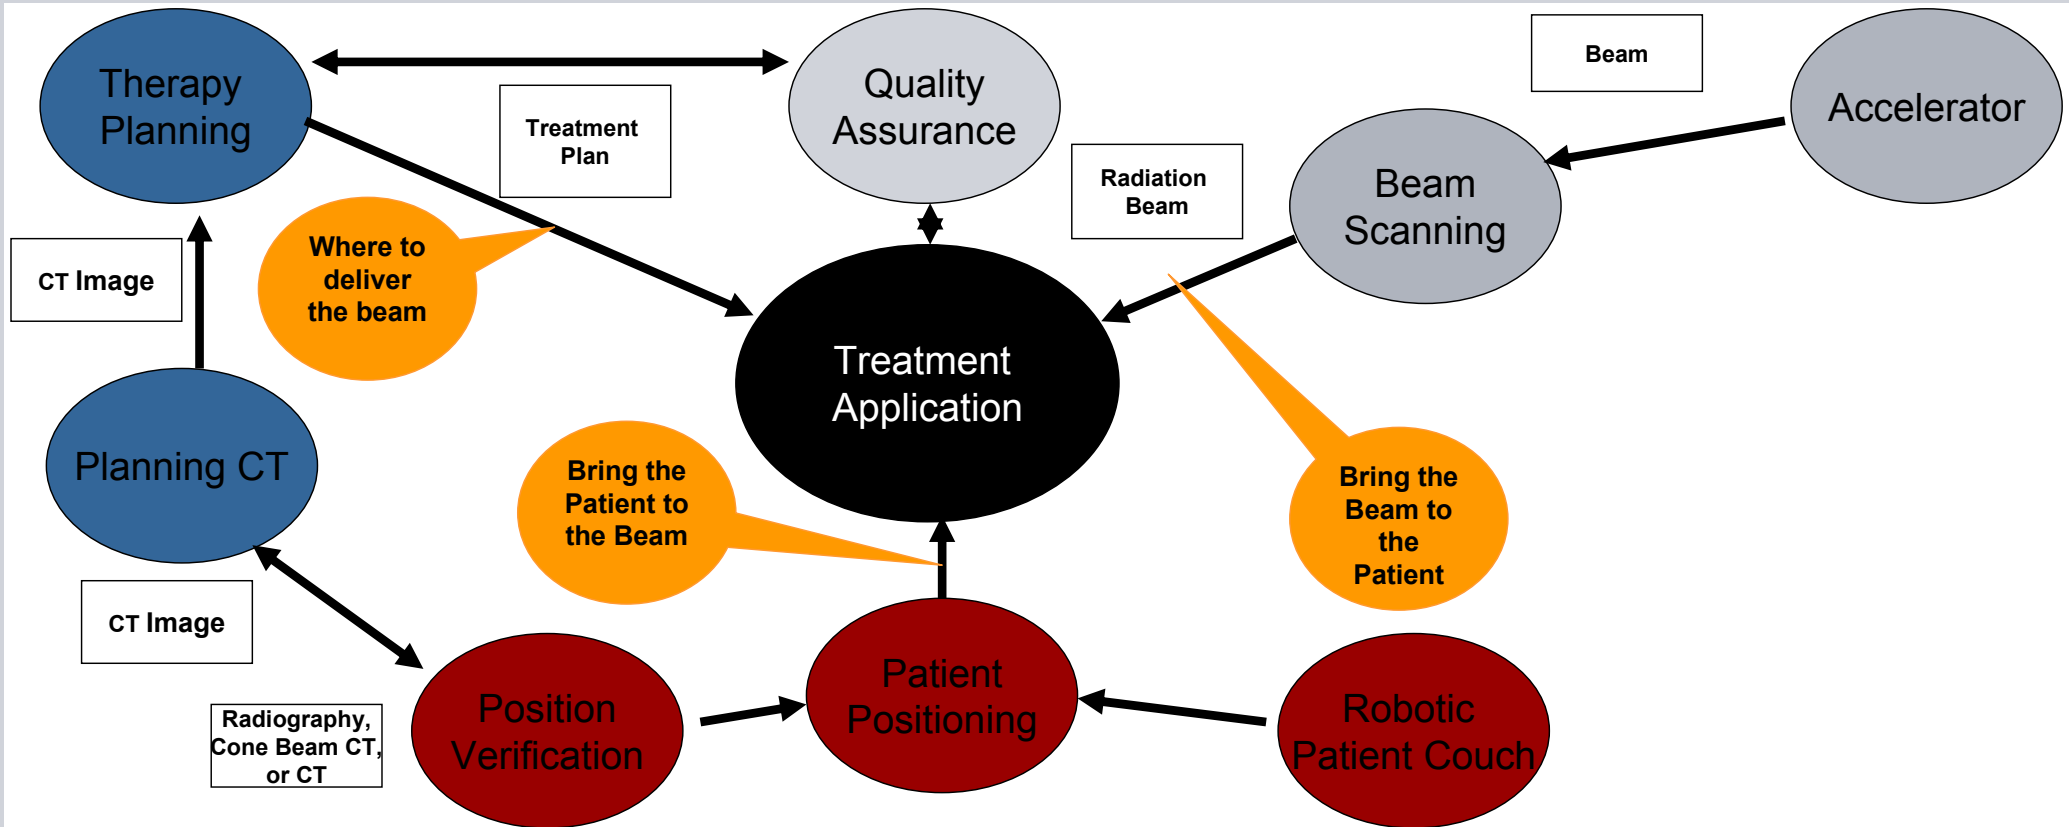 Therapy
Planning
Quality
Assurance
Beam
Accelerator
Treatment
Plan
Radiation
Beam
Beam
Scanning
CT Image
Where to
deliver
the beam
Treatment
Application
Planning CT
Bring the
Patient to
the Beam
Bring the
Beam to
the
Patient
CT Image
Radiography,
Cone Beam CT,
or CT
Position
Verification
Patient
Positioning
Robotic
Patient Couch